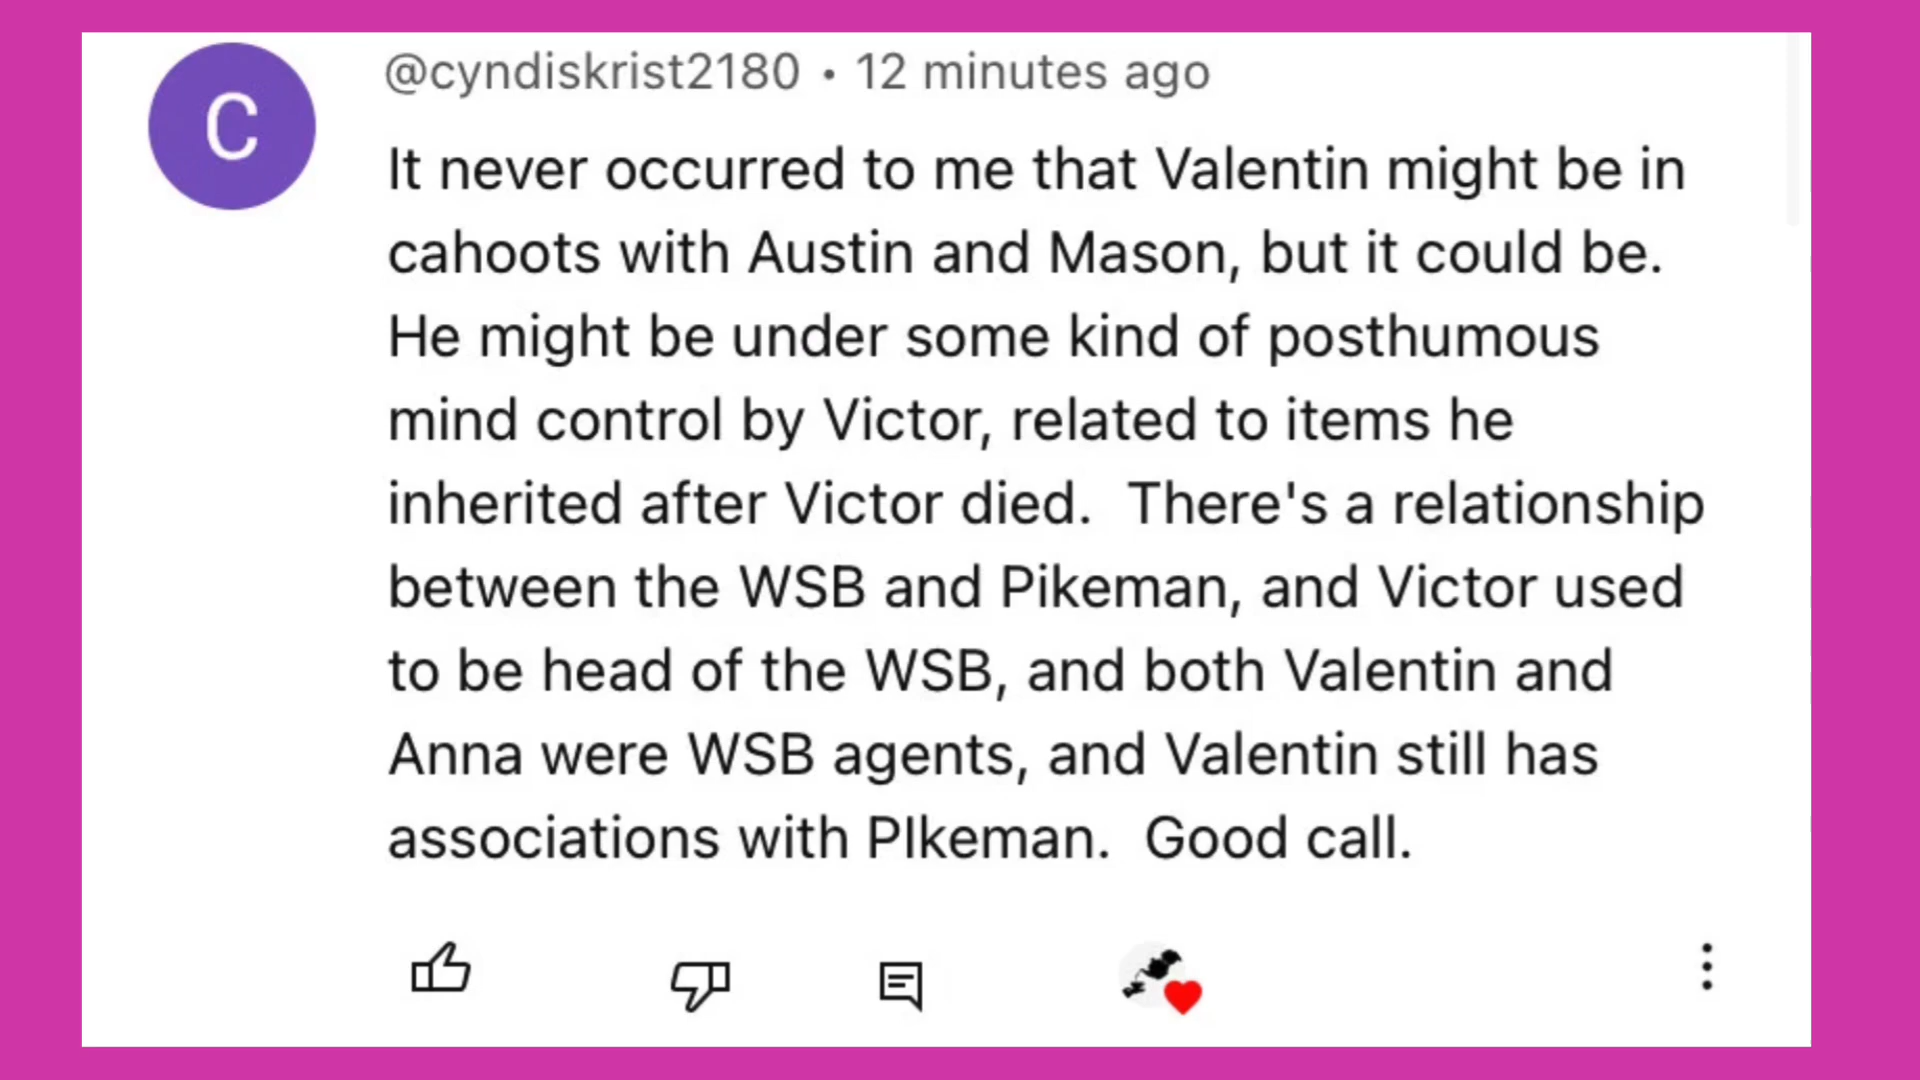 C
@cyndiskrist2180 • 12 minutes ago
It never occurred to me that Valentin might be in
cahoots with Austin and Mason, but it could be.
He might be under some kind of posthumous
mind control by Victor, related to items he
inherited after Victor died.  There's a relationship
between the WSB and Pikeman, and Victor used
to be head of the WSB, and both Valentin and
Anna were WSB agents, and Valentin still has
associations with PIkeman.  Good call.